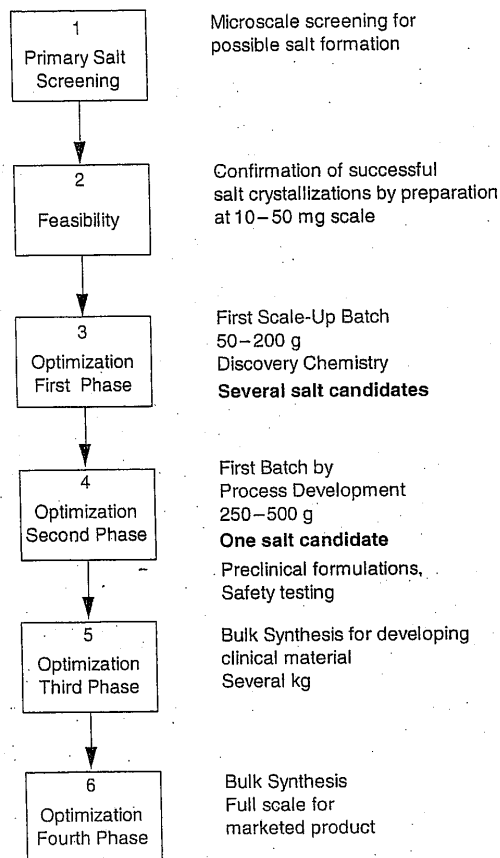 1
Primary Salt
Screening
Microscale screening for
possible salt formation
2
Feasibility
Confirmation of successful
salt crystallizations by preparation
at 10–50 mg scale
3
Optimization
First Phase
First Scale-Up Batch
50–200 g
Discovery Chemistry
Several salt candidates
4
Optimization
Second Phase
First Batch by
Process Development
250–500 g
One salt candidate
Preclinical formulations,
Safety testing
5
Optimization
Third Phase
Bulk Synthesis for developing
clinical material
Several kg
6
Optimization
Fourth Phase
Bulk Synthesis
Full scale for
marketed product